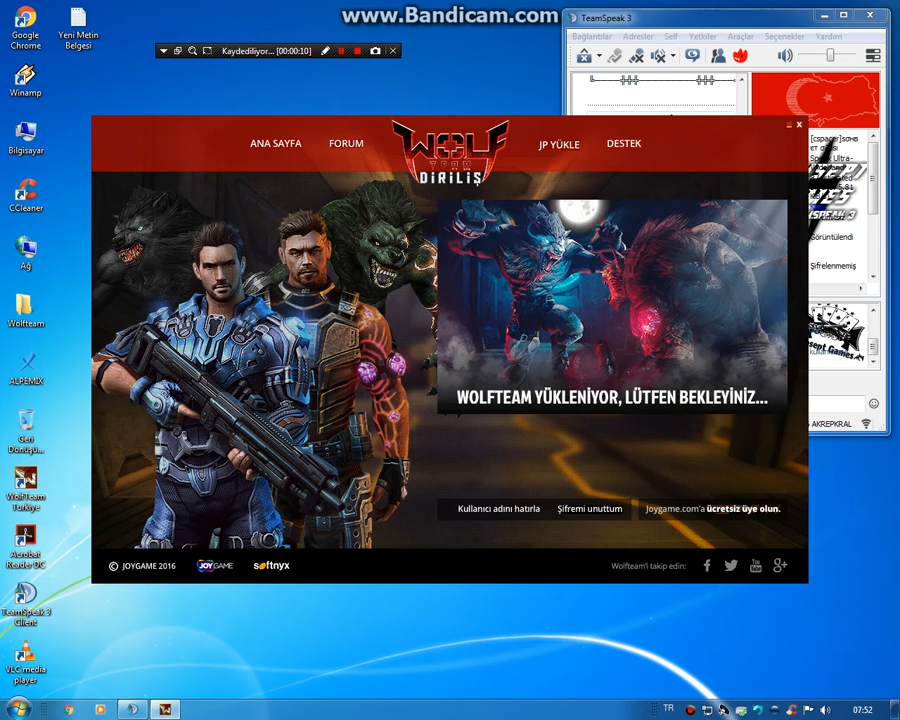 www.Bandicam.com
Google
Chrome
Yeni Metin
Belgesi
Winamp
Bilgisayar
CCleaner
Ağ
Wolfteam
ALPEMIX
Geri
Dönüşü...
WolfTeam
Türkiye
Acrobat
Reader DC
TeamSpeak 3
Client
VLC media
player
Kaydediliyor... [00:00:10]
TeamSpeak 3
Bağlantılar Adresler Self Yetkiler Araçlar Seçenekler Yardım
Görüntülendi
Şifrelenmemiş
AKREPKRAL
ANA SAYFA FORUM
WOLF
TEAM
DİRİLİŞ
JP YÜKLE DESTEK
WOLFTEAM YÜKLENİYOR, LÜTFEN BEKLEYİNİZ...
Kullanıcı adını hatırla Şifremi unuttum Joygame.com'a ücretsiz üye olun.
© JOYGAME 2016 JOYGAME softnyx Wolfteam'i takip edin:
TR 07:52